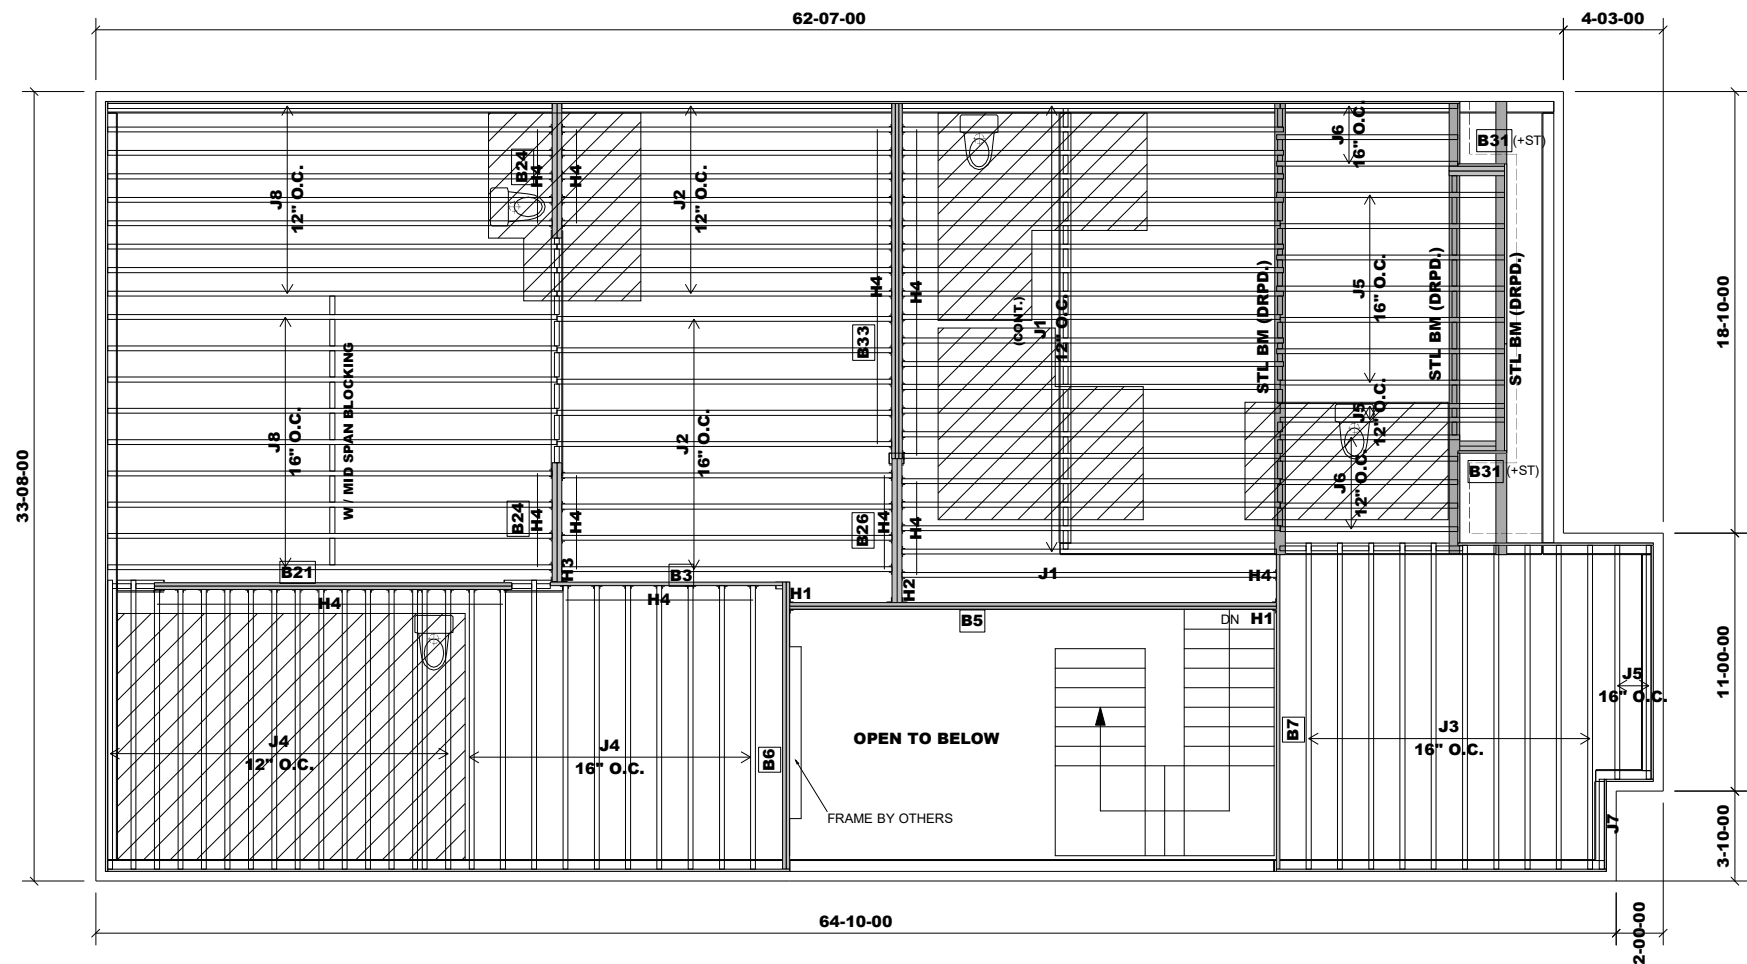 62-07-00
4-03-00
J8
12" O.C.
B24
H4
H4
J2
12" O.C.
J6
16" O.C.
B31 (+ST)
33-08-00
18-10-00
H4
H4
B33
(CONT.)
J1
12" O.C.
STL BM (DRPD.)
J5
16" O.C.
STL BM (DRPD.)
STL BM (DRPD.)
J8
16" O.C.
W/ MID SPAN BLOCKING
J2
16" O.C.
J5
12" O.C.
J6
12" O.C.
B31 (+ST)
B24
H4
H4
B26
H4
H4
B21
H3
B3
J1
H4
H4
H4
H1
H2
B5
DN
H1
11-00-00
J4
12" O.C.
J4
16" O.C.
B6
OPEN TO BELOW
B7
J3
16" O.C.
J5
16" O.C.
FRAME BY OTHERS
J7
3-10-00
64-10-00
2-00-00